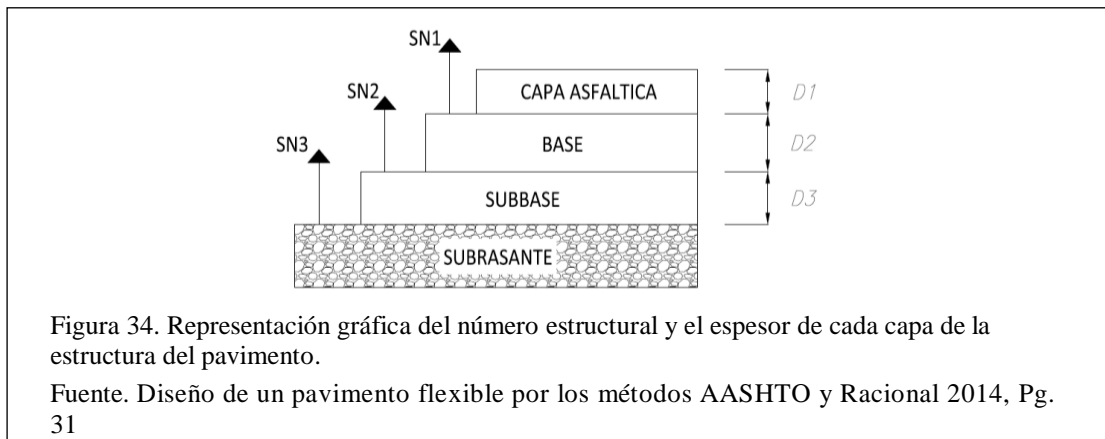 SN1
CAPA ASFALTICA
D1
SN2
BASE
D2
SN3
SUBBASE
D3
SUBRASANTE
Figura 34. Representación gráfica del número estructural y el espesor de cada capa de la
estructura del pavimento.
Fuente. Diseño de un pavimento flexible por los métodos AASHTO y Racional 2014, Pg.
31